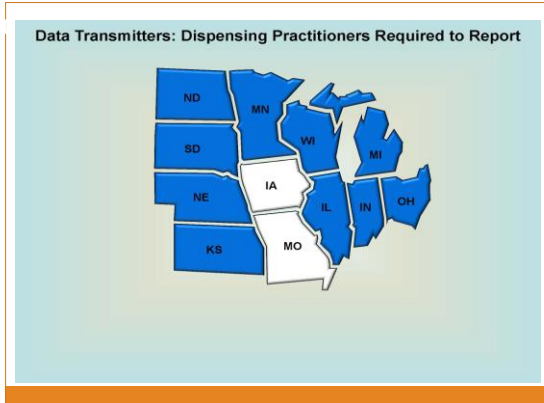 Data Transmitters: Dispensing Practitioners Required to Report
ND
MN
WI
MI
SD
IA
NE
IL
IN
OH
KS
MO